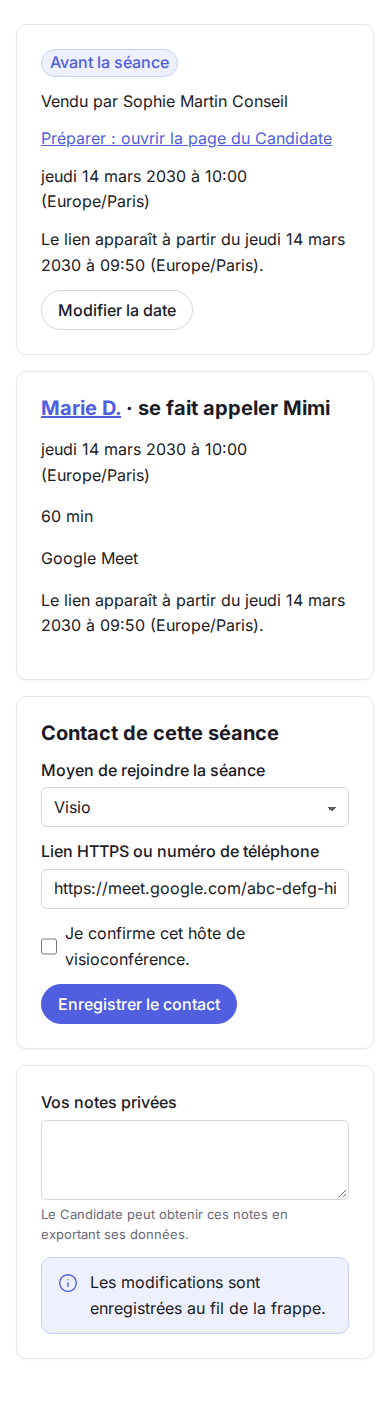 Avant la séance
Vendu par Sophie Martin Conseil
Préparer : ouvrir la page du Candidate
jeudi 14 mars 2030 à 10:00
(Europe/Paris)
Le lien apparaît à partir du jeudi 14 mars
2030 à 09:50 (Europe/Paris).
Modifier la date
Marie D. · se fait appeler Mimi
jeudi 14 mars 2030 à 10:00
(Europe/Paris)
60 min
Google Meet
Le lien apparaît à partir du jeudi 14 mars
2030 à 09:50 (Europe/Paris).
Contact de cette séance
Moyen de rejoindre la séance
Visio
Lien HTTPS ou numéro de téléphone
https://meet.google.com/abc-defg-hi
Je confirme cet hôte de
visioconférence.
Enregistrer le contact
Vos notes privées
Le Candidate peut obtenir ces notes en
exportant ses données.
Les modifications sont
enregistrées au fil de la frappe.